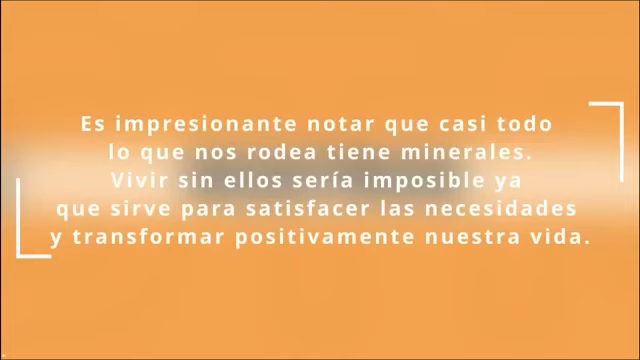 Es impresionante notar que casi todo
lo que nos rodea tiene minerales.
Vivir sin ellos sería imposible ya
que sirve para satisfacer las necesidades
y transformar positivamente nuestra vida.